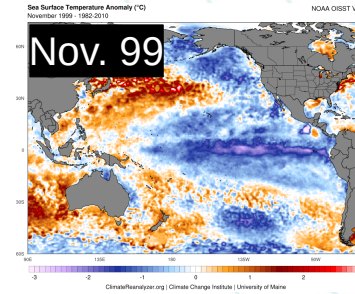 Sea Surface Temperature Anomaly (°C)
NOAA OISST V
November 1999 - 1982-2010
Nov. 99
60N
30N
0
30S
60S
90E
135E
180
135W
90W
-3
-2
-1
0
1
2
ClimateReanalyzer.org | Climate Change Institute | University of Maine